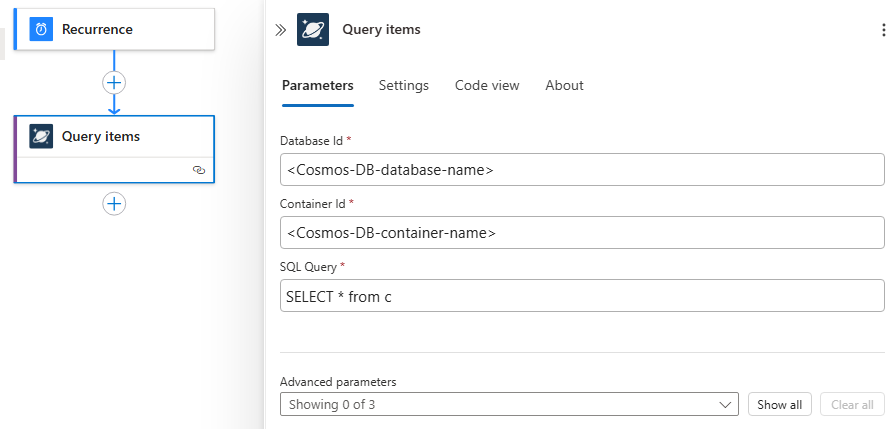 Recurrence
Query items
Query items
Parameters Settings Code view About
Database Id *
<Cosmos-DB-database-name>
Container Id *
<Cosmos-DB-container-name>
SQL Query *
SELECT * from c
Advanced parameters
Showing 0 of 3 Show all Clear all